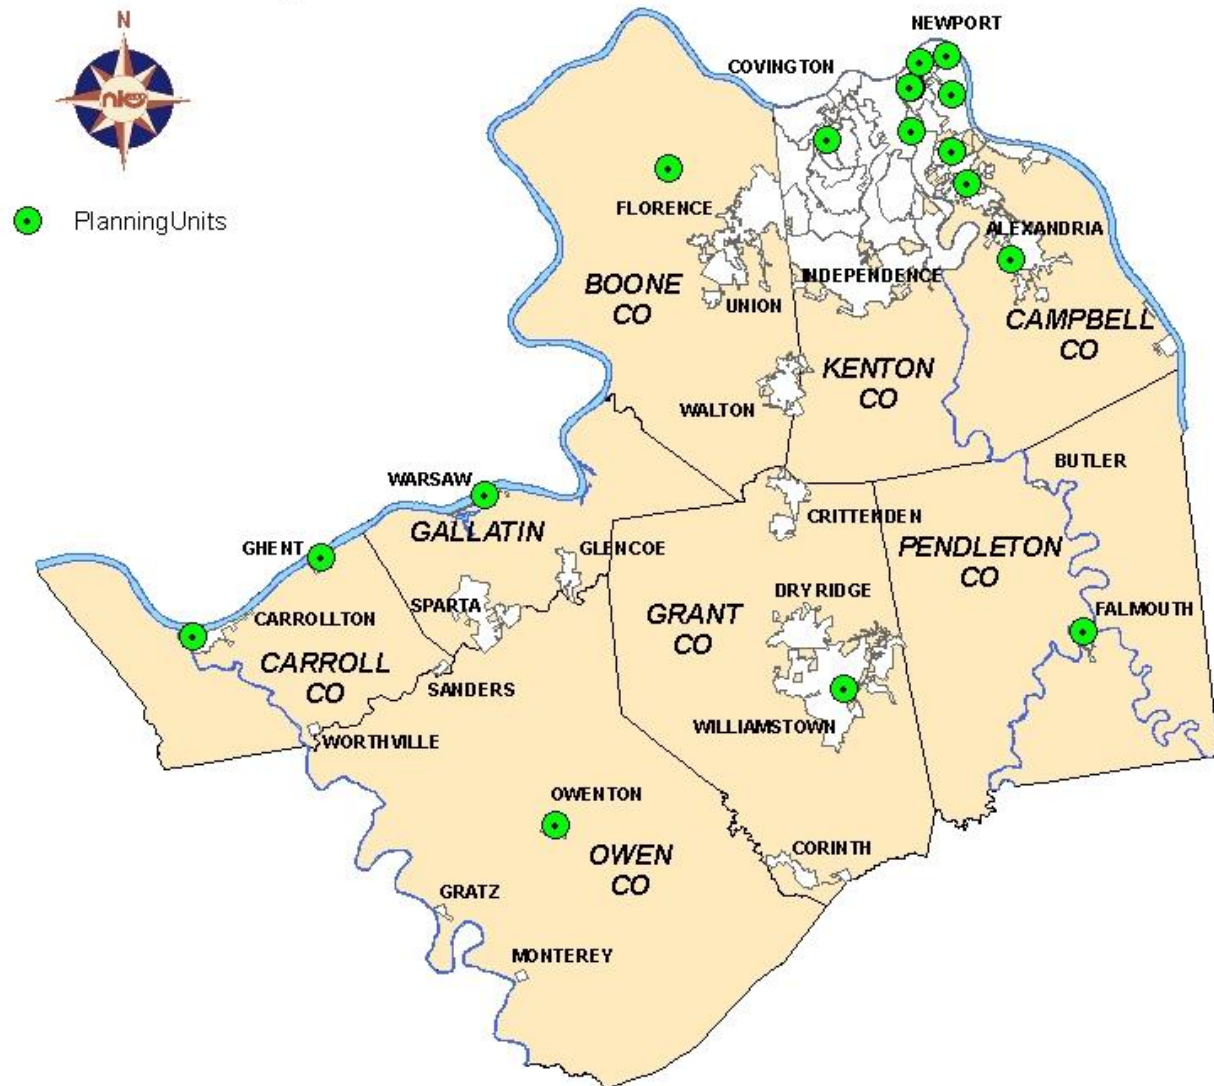 N
NEWPORT
COVINGTON
PlanningUnits
FLORENCE
ALEXANDRIA
INDEPENDENCE
BOONE
CO
UNION
CAMPBELL
CO
KENTON
CO
WALTON
BUTLER
WARSAW
CRITTENDEN
GALLATIN
GHENT
GLENCOE
PENDLETON
CO
DRY RIDGE
SPARTA
GRANT
CO
FALMOUTH
CARROLLTON
CARROLL
CO
SANDERS
WILLIAMSTOWN
WORTHVILLE
OWENTON
OWEN
CO
CORINTH
GRATZ
MONTEREY